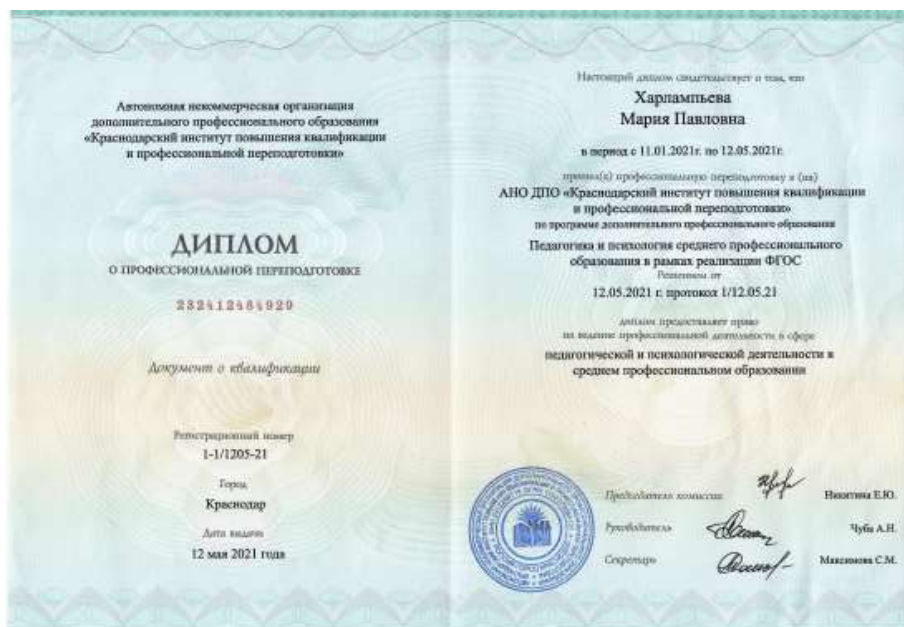 Автономная некоммерческая организация
дополнительного профессионального образования
«Краснодарский институт повышения квалификации
и профессиональной переподготовки»
ДИПЛОМ
О ПРОФЕССИОНАЛЬНОЙ ПЕРЕПОДГОТОВКЕ
232412484929
Документ о квалификации
Регистрационный номер
1-1/1205-21
Город
Краснодар
Дата выдачи
12 мая 2021 года
Настоящий диплом свидетельствует о том, что
Харлампьева
Мария Павловна
в период с 11.01.2021г. по 12.05.2021г.
прошел(а) профессиональную переподготовку в (на)
АНО ДПО «Краснодарский институт повышения квалификации
и профессиональной переподготовки»
по программе дополнительного профессионального образования
Педагогика и психология среднего профессионального
образования в рамках реализации ФГОС
Решением от
12.05.2021 г. протокол 1/12.05.21
диплом предоставляет право
на ведение профессиональной деятельности в сфере
педагогической и психологической деятельности в
среднем профессиональном образовании
Председатель комиссии Никитина Е.Ю.
Руководитель Чуба А.Н.
Секретарь Максимова С.М.